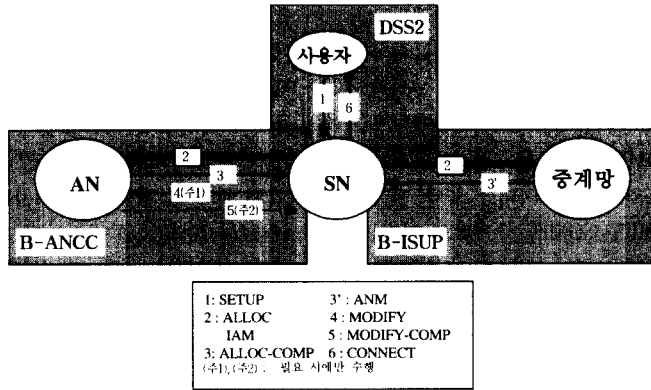 DSS2
사용자
1
6
2
3
4(주1)
5(주2)
AN
SN
2
3'
중계망
B-ANCC
B-ISUP
1: SETUP 3' : ANM
2 : ALLOC 4 : MODIFY
IAM 5 : MODIFY-COMP
3: ALLOC-COMP 6 : CONNECT
(주1),(주2) : 필요 시에만 수행